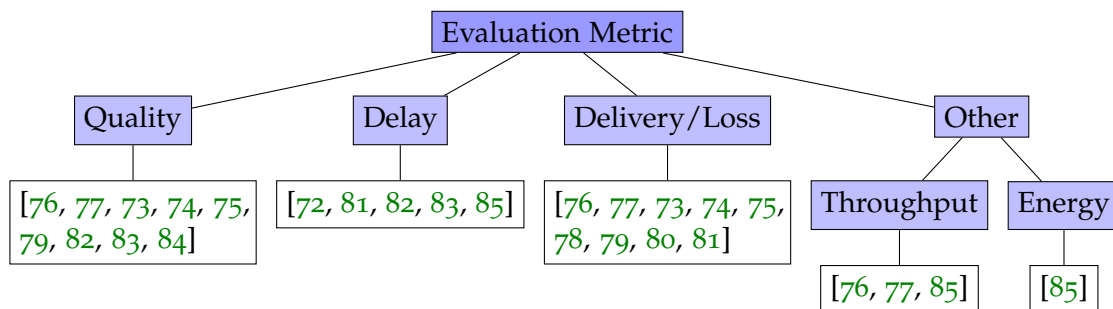 Evaluation Metric
Quality
Delay
Delivery/Loss
Other
[76, 77, 73, 74, 75,
79, 82, 83, 84]
[72, 81, 82, 83, 85]
[76, 77, 73, 74, 75,
78, 79, 80, 81]
Throughput
Energy
[76, 77, 85]
[85]